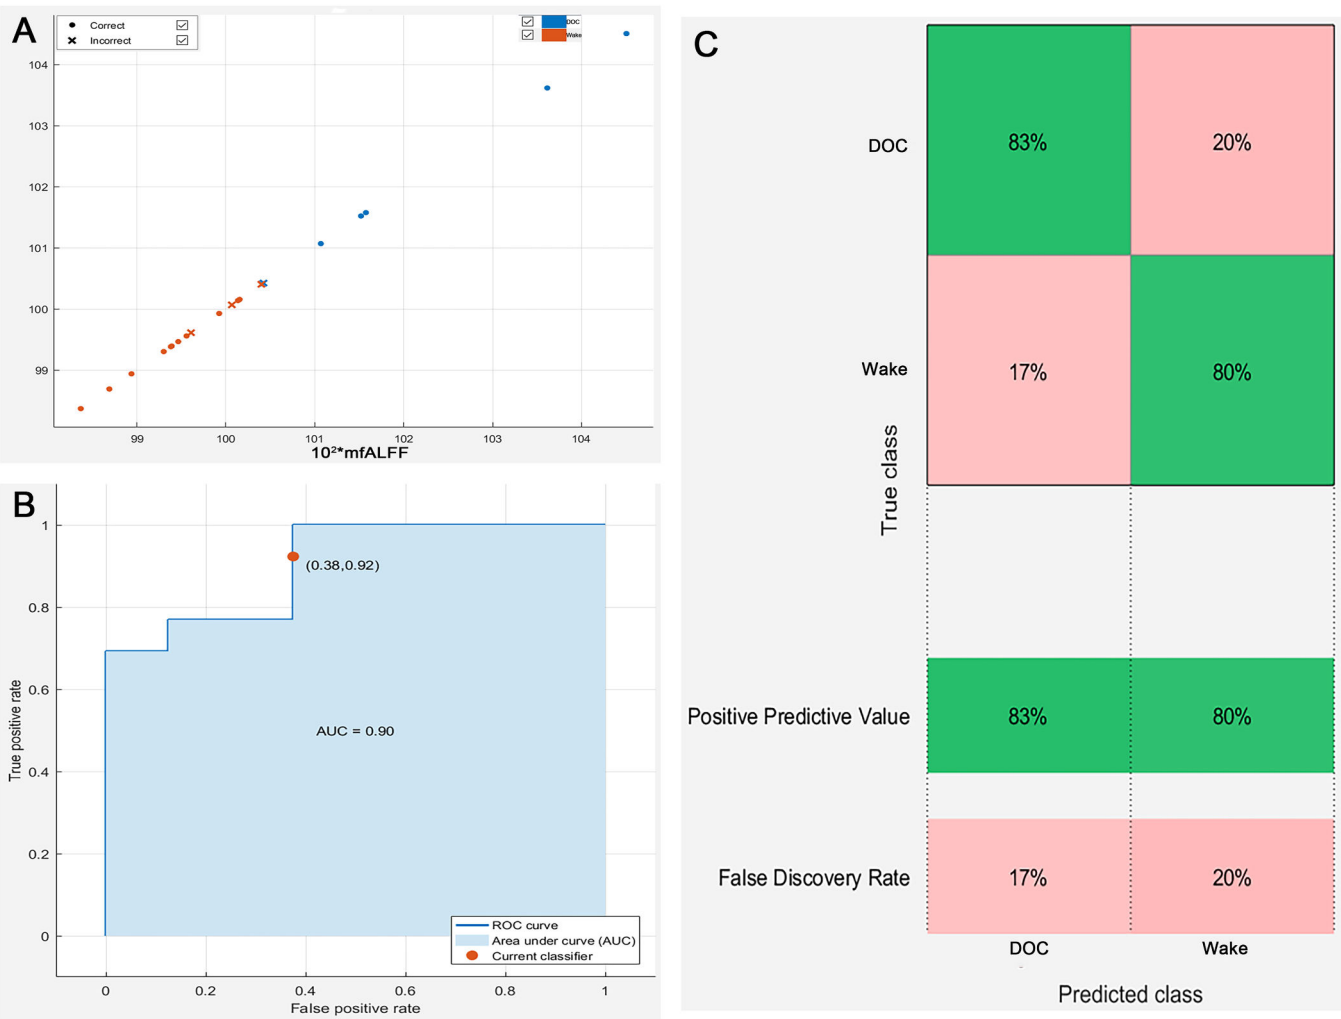 A
Correct
Incorrect
DOC
Wake
104
103
102
101
100
99
99
100
101
102
103
104
10²*mfALFF
B
1
0.8
0.6
0.4
0.2
0
True positive rate
(0.38,0.92)
AUC = 0.90
ROC curve
Area under curve (AUC)
Current classifier
0
0.2
0.4
0.6
0.8
1
False positive rate
C
DOC
83%
20%
Wake
17%
80%
True class
Positive Predictive Value
83%
80%
False Discovery Rate
17%
20%
DOC
Wake
Predicted class